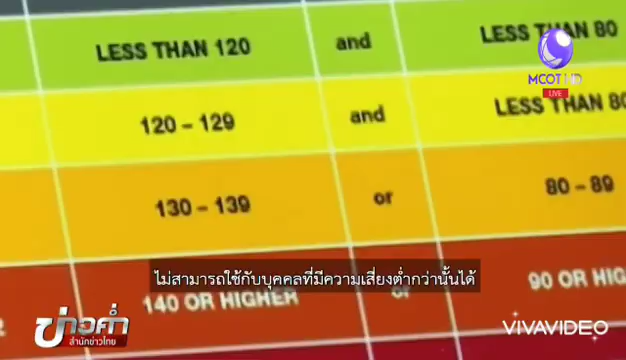 LESS THAN 120 and LESS THAN 80
MCOT HD
LIVE
120 – 129 and LESS THAN 80
130 – 139 or 80 – 89
ไม่สามารถใช้กับบุคคลที่มีความเสี่ยงต่ำกว่านั้นได้
140 OR HIGHER or 90 OR HIG
ข่าวค่ำ
สำนักข่าวไทย
VIVAVIDEO